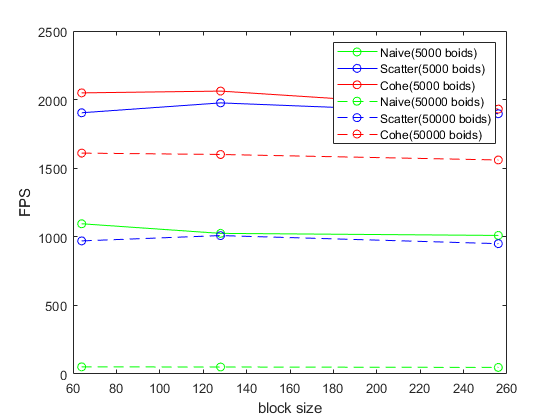 2500
2000
1500
1000
500
0
FPS
Naive(5000 boids)
Scatter(5000 boids)
Cohe(5000 boids)
Naive(50000 boids)
Scatter(50000 boids)
Cohe(50000 boids)
60 80 100 120 140 160 180 200 220 240 260
block size